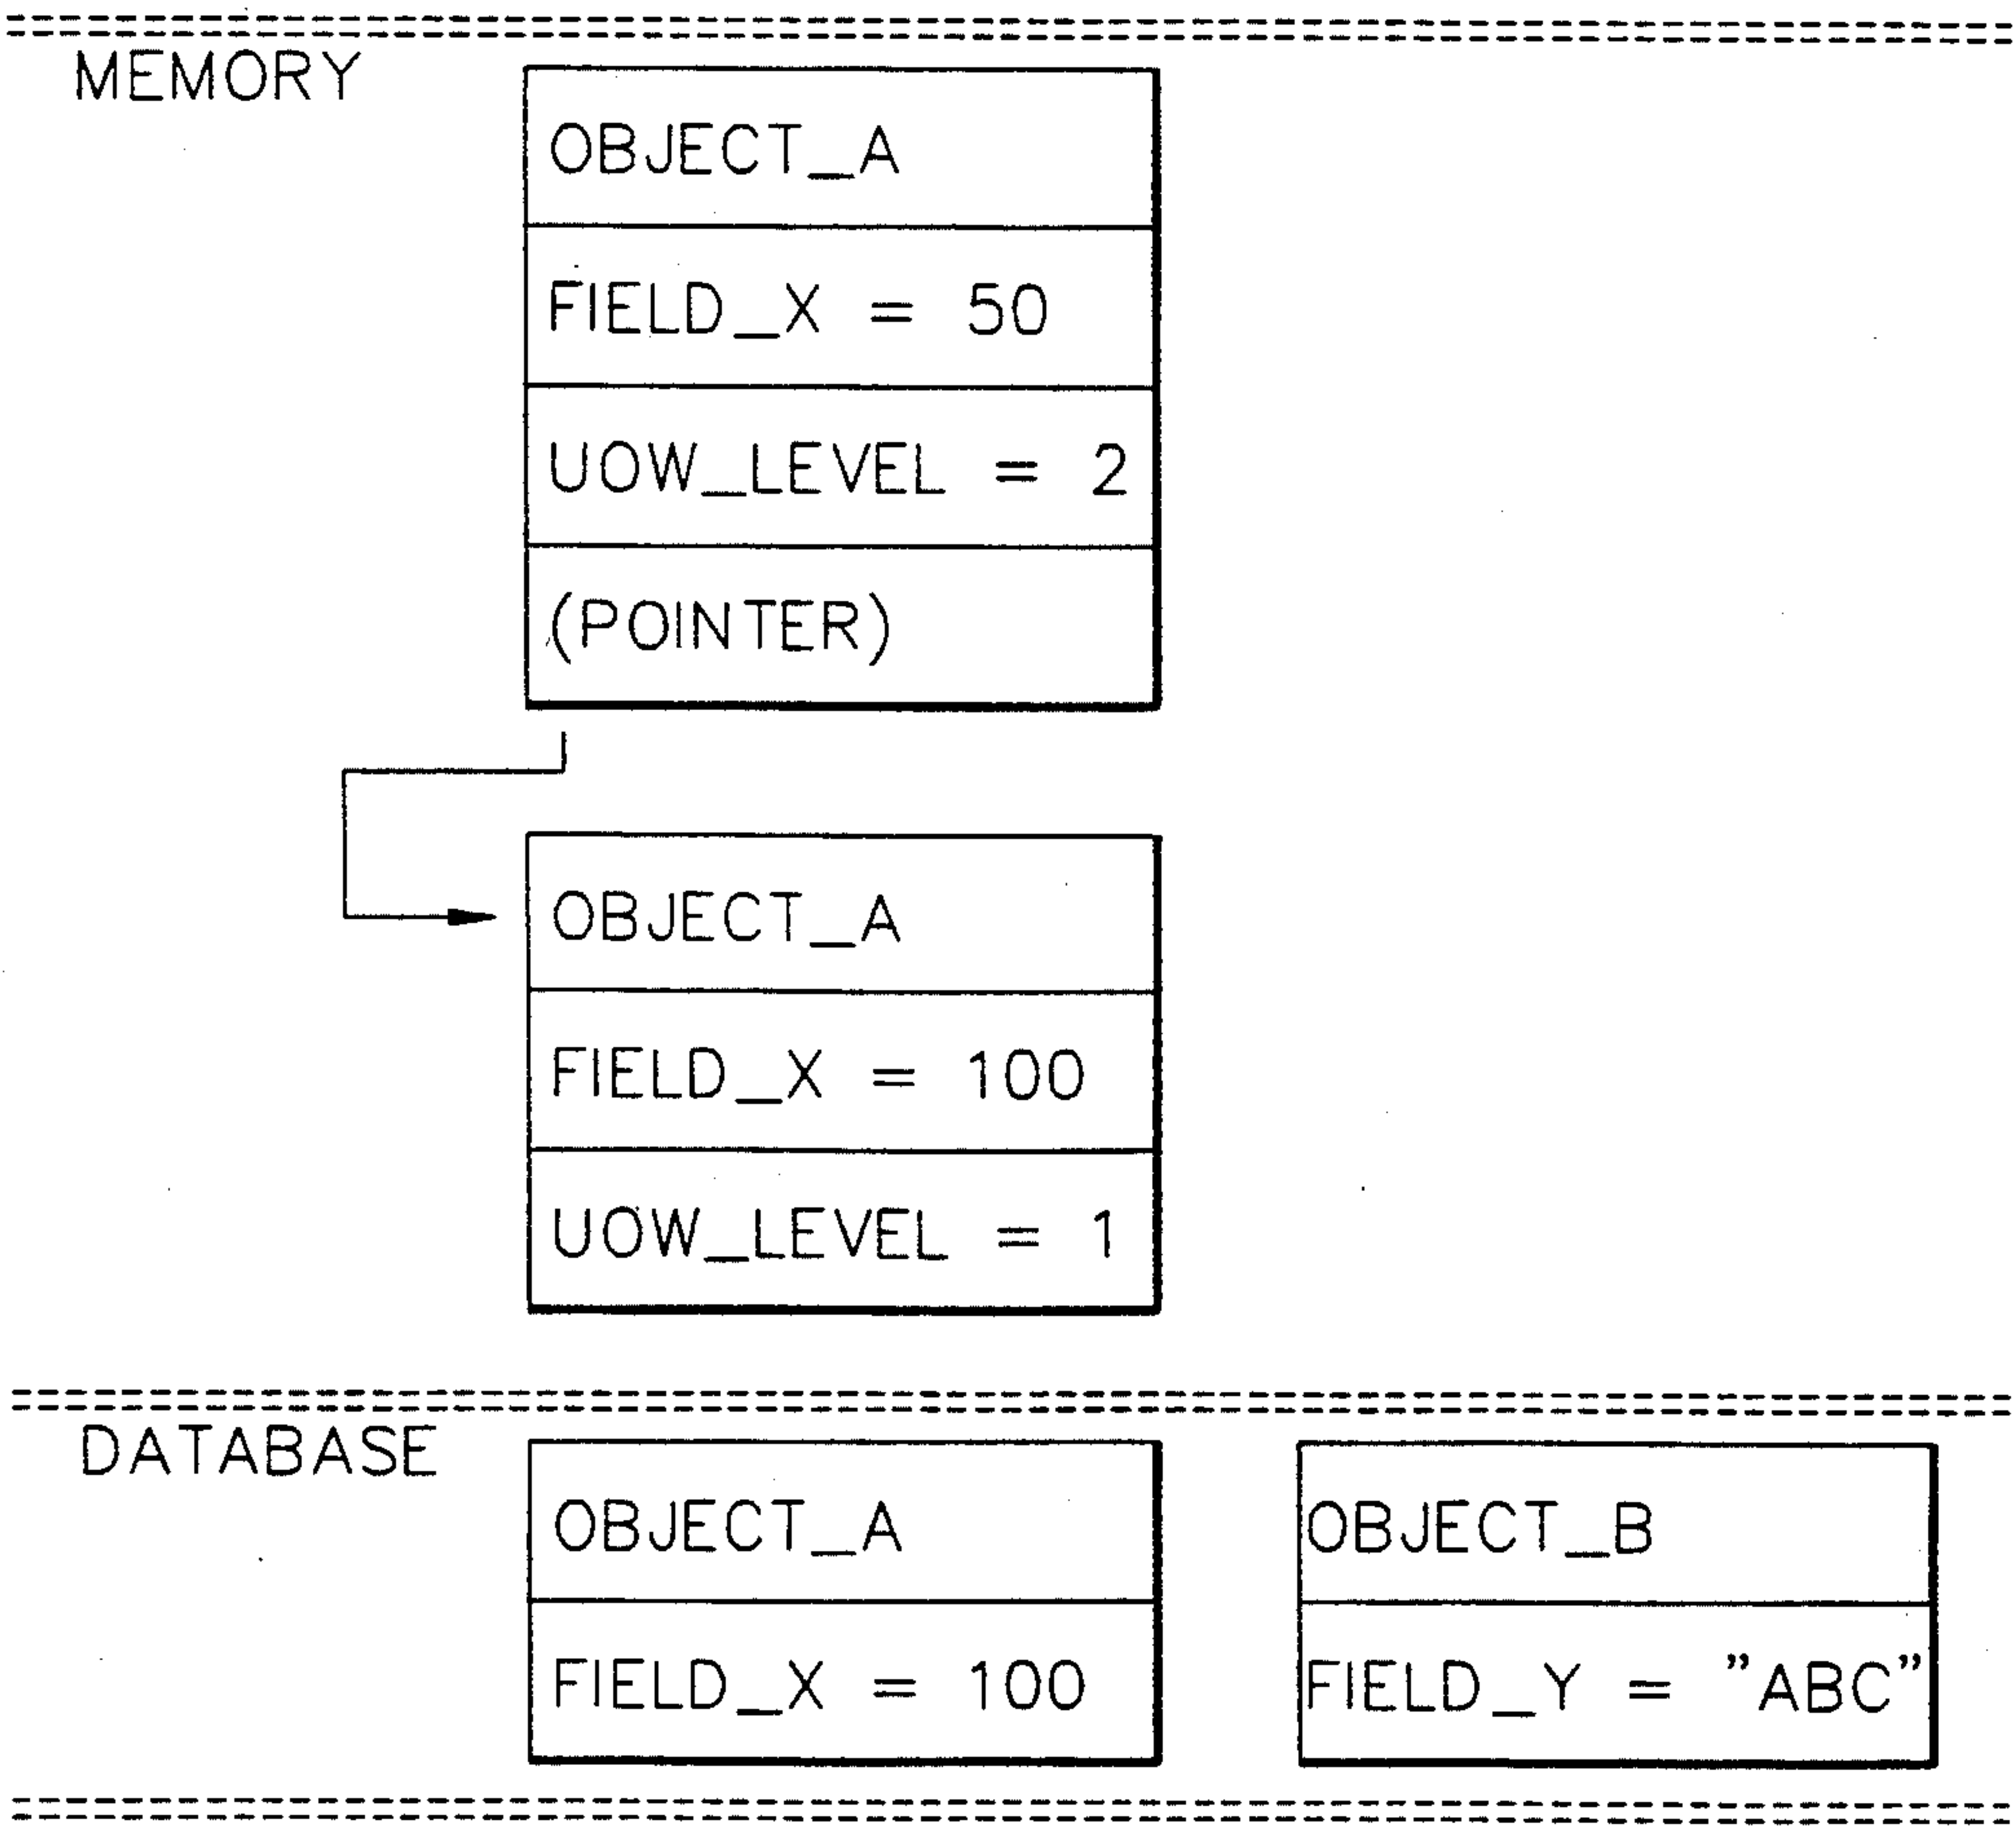 MEMORY
OBJECT_A
FIELD_X = 50
UOW_LEVEL = 2
(POINTER)
OBJECT_A
FIELD_X = 100
UOW_LEVEL = 1
DATABASE
OBJECT_A
FIELD_X = 100
OBJECT_B
FIELD_Y = ”ABC”